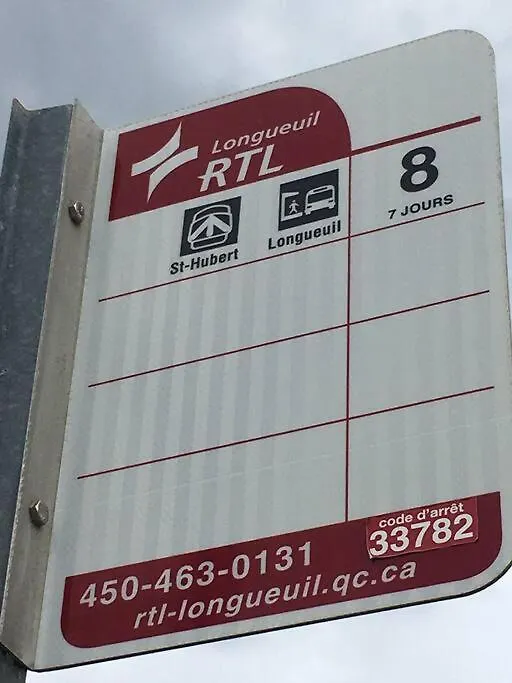 Longueuil
RTL
8
7 JOURS
St-Hubert
Longueuil
code d'arrêt
33782
450-463-0131
rtl-longueuil.qc.ca